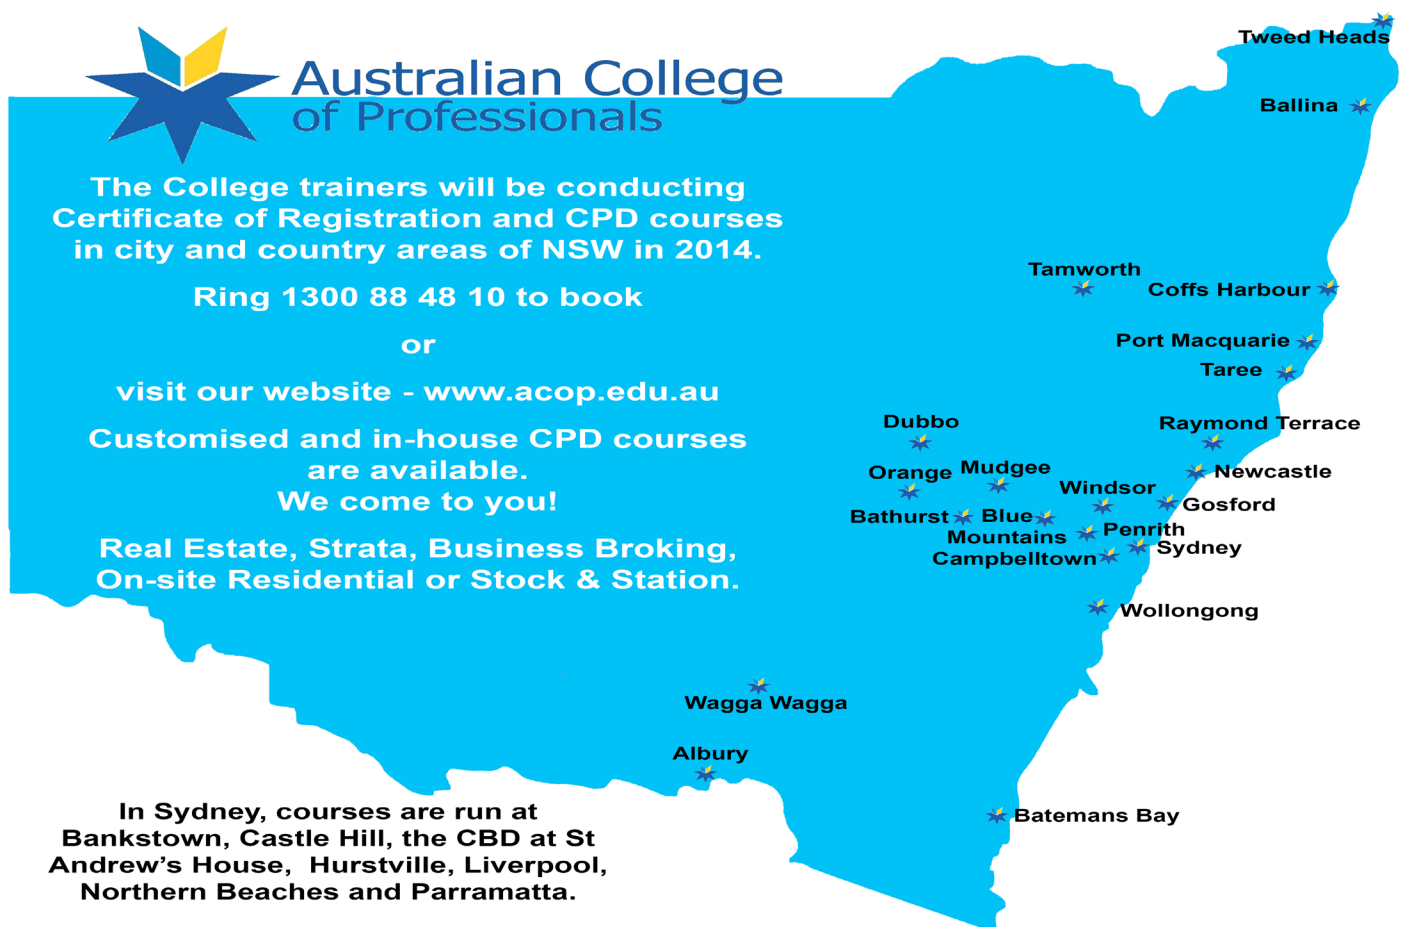 Australian College
of Professionals
The College trainers will be conducting
Certificate of Registration and CPD courses
in city and country areas of NSW in 2014.
Ring 1300 88 48 10 to book
or
visit our website - www.acop.edu.au
Customised and in-house CPD courses
are available.
We come to you!
Real Estate, Strata, Business Broking,
On-site Residential or Stock & Station.
Tweed Heads
Ballina
Tamworth
Coffs Harbour
Port Macquarie
Taree
Dubbo
Raymond Terrace
Orange
Mudgee
Newcastle
Windsor
Gosford
Bathurst
Blue
Mountains
Penrith
Sydney
Campbelltown
Wollongong
Wagga Wagga
Albury
Batemans Bay
In Sydney, courses are run at
Bankstown, Castle Hill, the CBD at St
Andrew’s House,  Hurstville, Liverpool,
Northern Beaches and Parramatta.